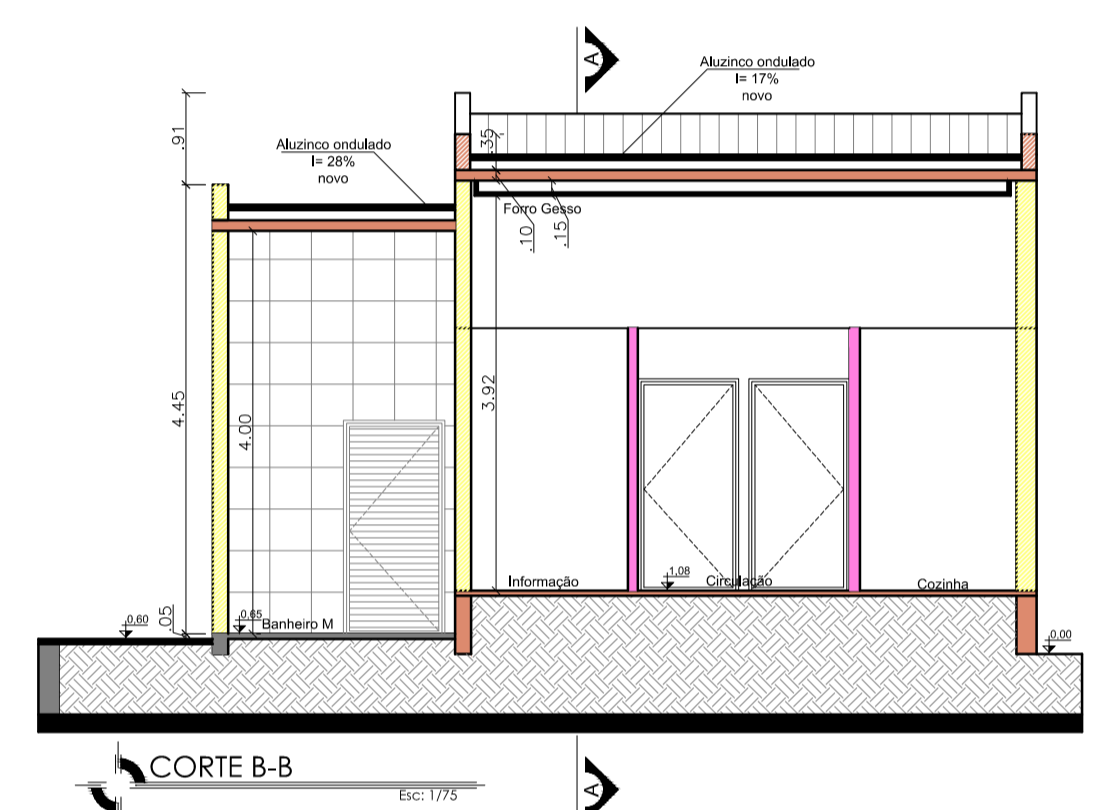 A
Aluzinco ondulado
I= 17%
novo
.91
.35
Aluzinco ondulado
I= 28%
novo
Forro Gesso
.10
.15
4.45
4.00
3.92
1,08
Informação
Circulação
Cozinha
0,60
.05
0,65
Banheiro M
0,00
CORTE B-B
Esc: 1/75
A